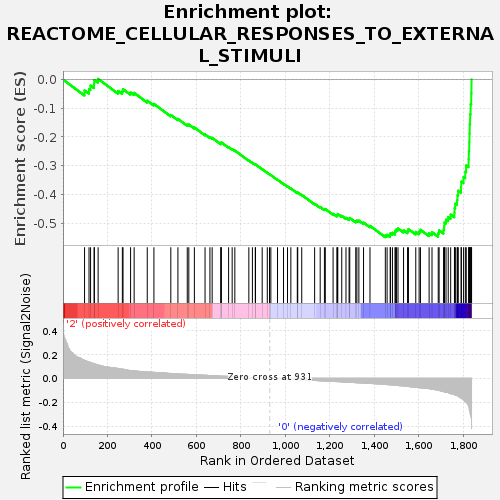 Enrichment plot:
REACTOME_CELLULAR_RESPONSES_TO_EXTERNA
L_STIMULI
Enrichment score (ES)
0.0
-0.1
-0.2
-0.3
-0.4
-0.5
'2' (positively correlated)
Ranked list metric (Signal2Noise)
0.4
0.2
0.0
-0.2
-0.4
Zero cross at 931
'0' (negatively correlated)
0 200 400 600 800 1,000 1,200 1,400 1,600 1,800
Rank in Ordered Dataset
Enrichment profile Hits Ranking metric scores